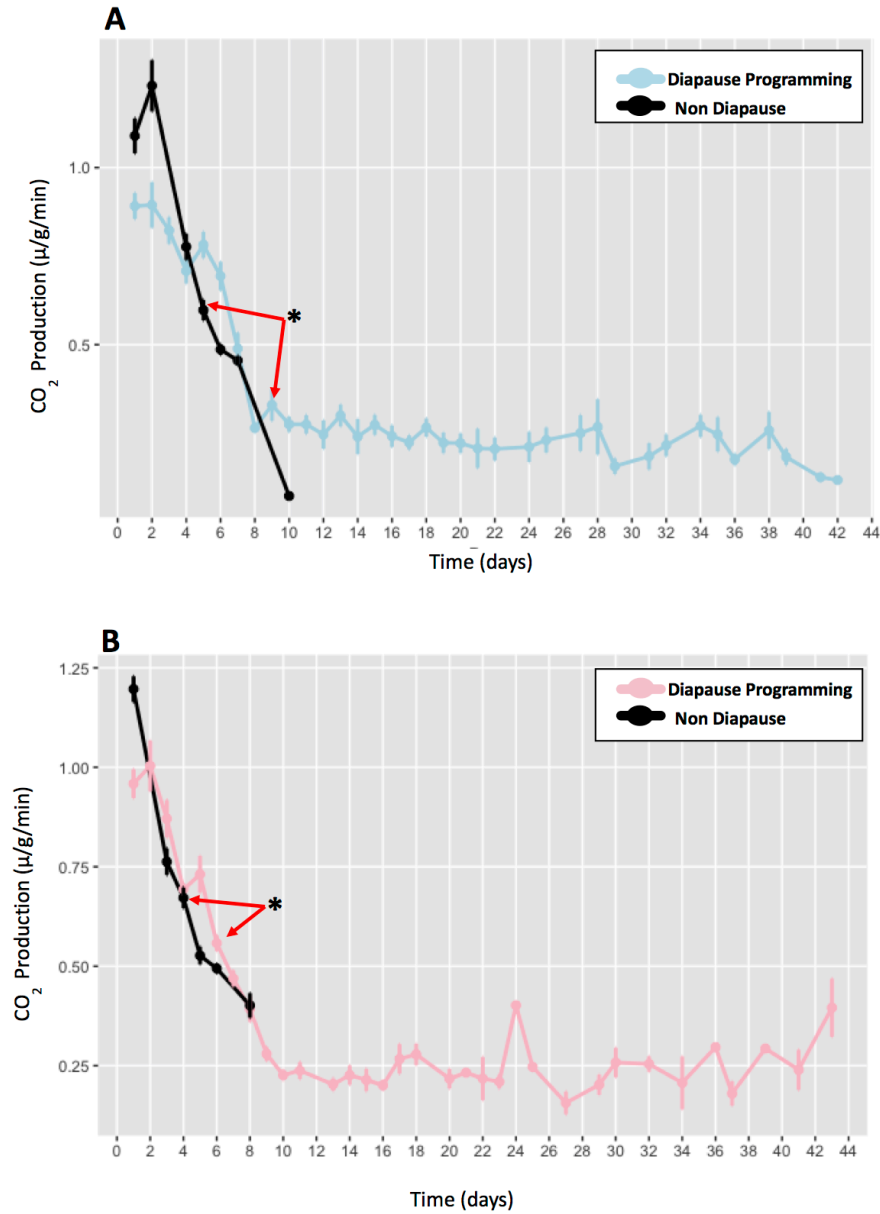 A
Diapause Programming
Non Diapause
CO2 Production (µ/g/min)
1.0
0.5
*
0 2 4 6 8 10 12 14 16 18 20 22 24 26 28 30 32 34 36 38 40 42 44
Time (days)
B
Diapause Programming
Non Diapause
CO2 Production (µ/g/min)
1.25
1.00
0.75
0.50
0.25
*
0 2 4 6 8 10 12 14 16 18 20 22 24 26 28 30 32 34 36 38 40 42 44
Time (days)